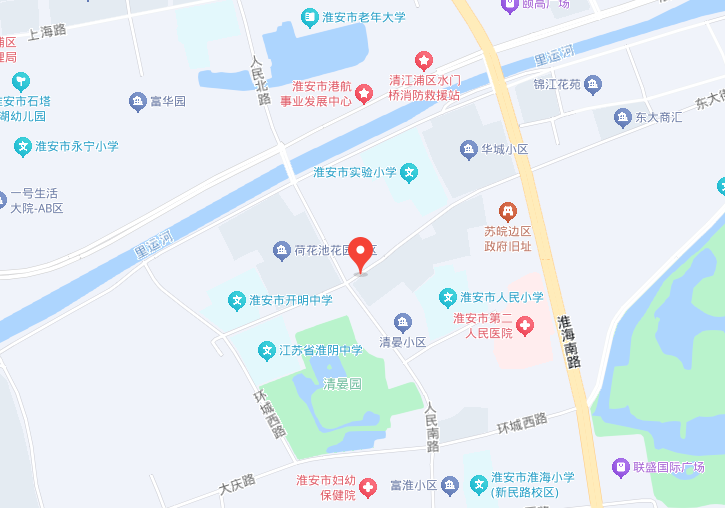 颐高广场
淮安市老年大学
上海路
浦区
理局
人民北路
里运河
清江浦区水门
桥消防救援站
淮安市港航
事业发展中心
锦江花苑
淮安市石塔
湖幼儿园
富华园
东大街
东大商汇
淮安市永宁小学
华城小区
淮安市实验小学
一号生活
大院-AB区
苏皖边区
政府旧址
里运河
荷花池花园
区
淮安市开明中学
淮安市人民小学
淮安市第二
人民医院
淮海南路
清晏小区
江苏省淮阴中学
清晏园
环城西路
人民南路
环城西路
联盛国际广场
大庆路
淮安市妇幼
保健院
富淮小区
淮安市淮海小学
(新民路校区)